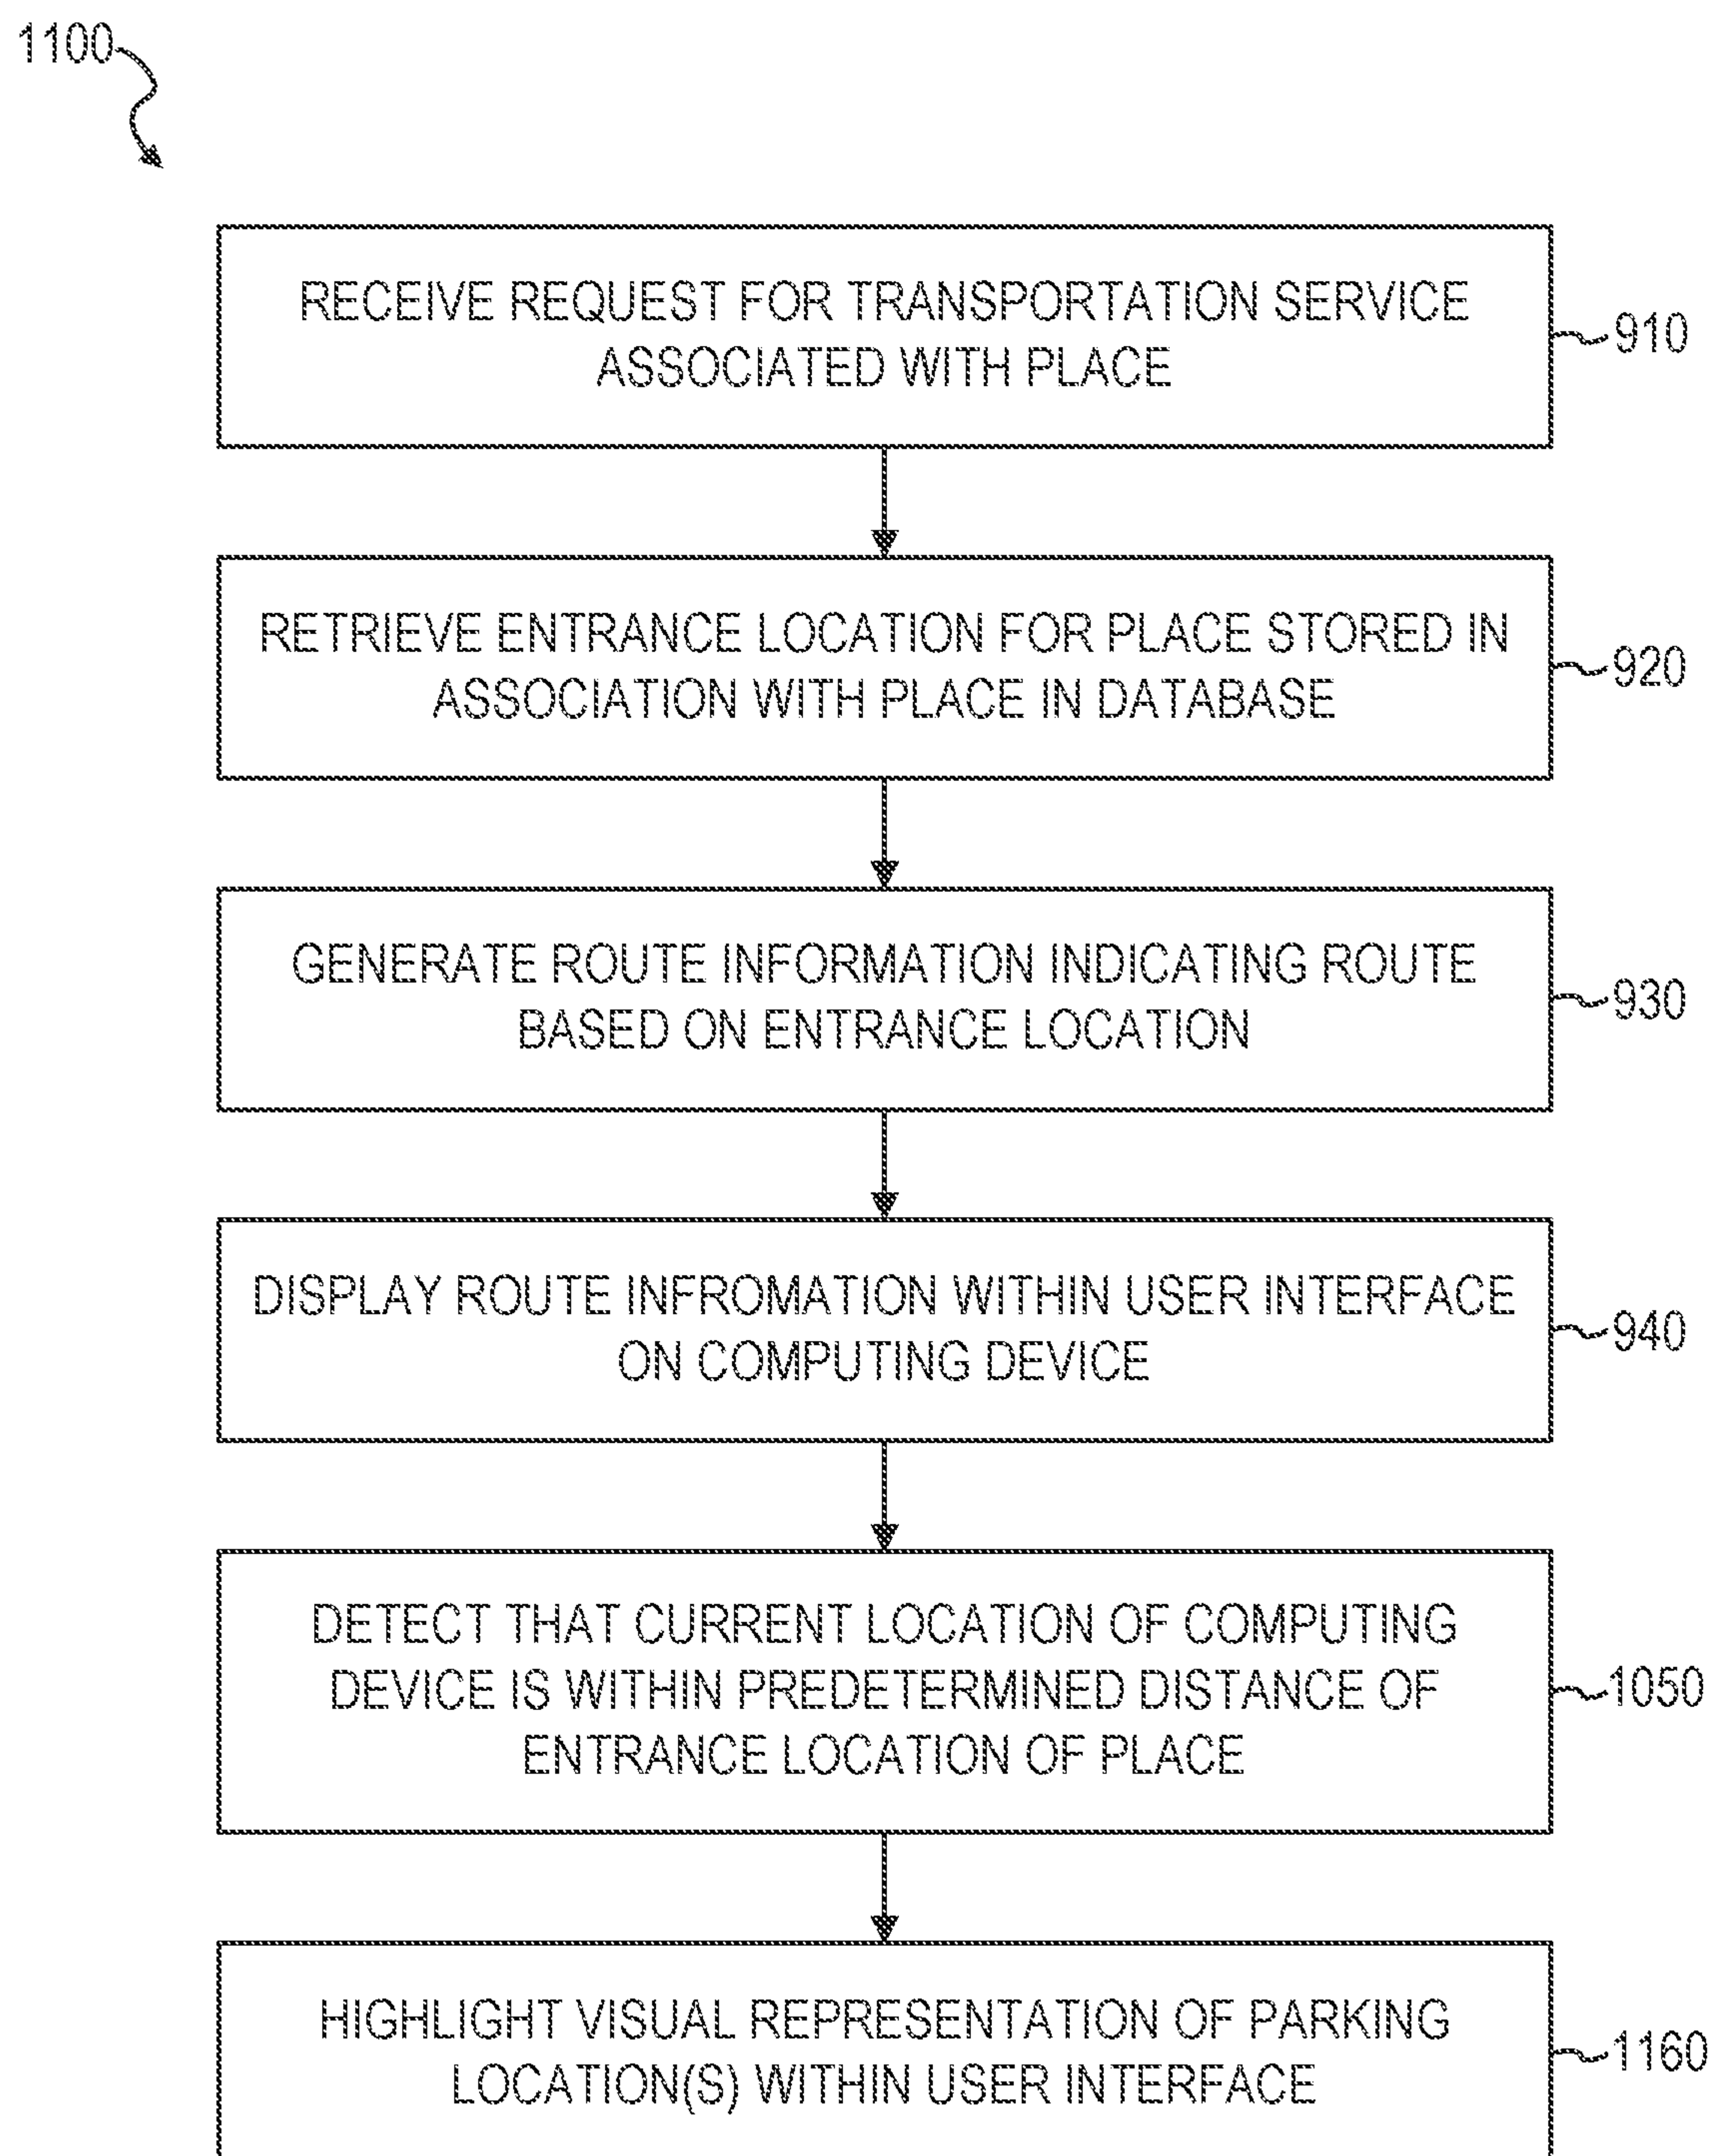 1100
RECEIVE REQUEST FOR TRANSPORTATION SERVICE
ASSOCIATED WITH PLACE
910
RETRIEVE ENTRANCE LOCATION FOR PLACE STORED IN
ASSOCIATION WITH PLACE IN DATABASE
920
GENERATE ROUTE INFORMATION INDICATING ROUTE
BASED ON ENTRANCE LOCATION
930
DISPLAY ROUTE INFROMATION WITHIN USER INTERFACE
ON COMPUTING DEVICE
940
DETECT THAT CURRENT LOCATION OF COMPUTING
DEVICE IS WITHIN PREDETERMINED DISTANCE OF
ENTRANCE LOCATION OF PLACE
1050
HIGHLIGHT VISUAL REPRESENTATION OF PARKING
LOCATION(S) WITHIN USER INTERFACE
1160